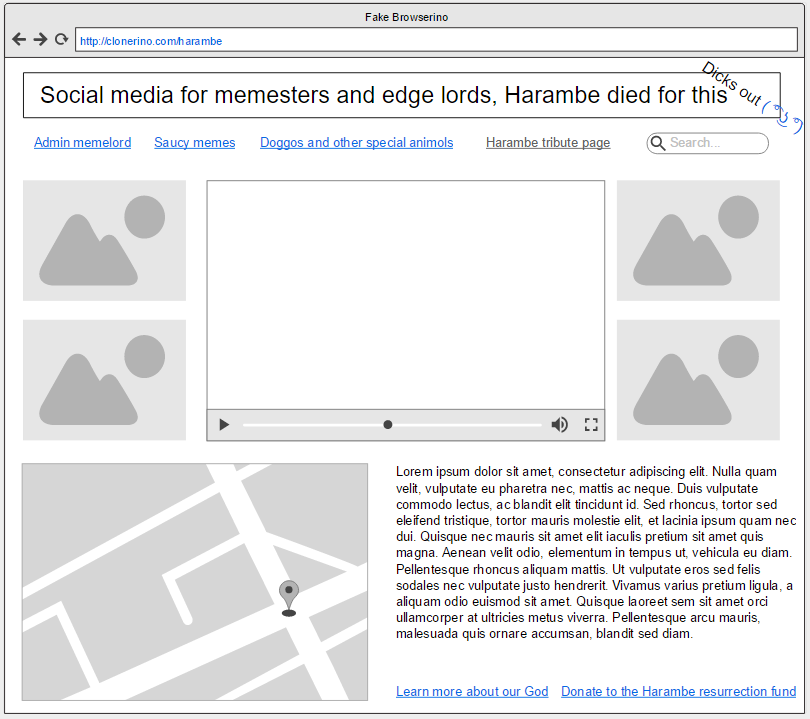 Fake Browserino
http://clonerino.com/harambe
Dicks out ( ͡° ͜ʖ ͡°)
Social media for memesters and edge lords, Harambe died for this
Admin memelord
Saucy memes
Doggos and other special animols
Harambe tribute page
Search...
Lorem ipsum dolor sit amet, consectetur adipiscing elit. Nulla quam
velit, vulputate eu pharetra nec, mattis ac neque. Duis vulputate
commodo lectus, ac blandit elit tincidunt id. Sed rhoncus, tortor sed
eleifend tristique, tortor mauris molestie elit, et lacinia ipsum quam nec
dui. Quisque nec mauris sit amet elit iaculis pretium sit amet quis
magna. Aenean velit odio, elementum in tempus ut, vehicula eu diam.
Pellentesque rhoncus aliquam mattis. Ut vulputate eros sed felis
sodales nec vulputate justo hendrerit. Vivamus varius pretium ligula, a
aliquam odio euismod sit amet. Quisque laoreet sem sit amet orci
ullamcorper at ultricies metus viverra. Pellentesque arcu mauris,
malesuada quis ornare accumsan, blandit sed diam.
Learn more about our God
Donate to the Harambe resurrection fund